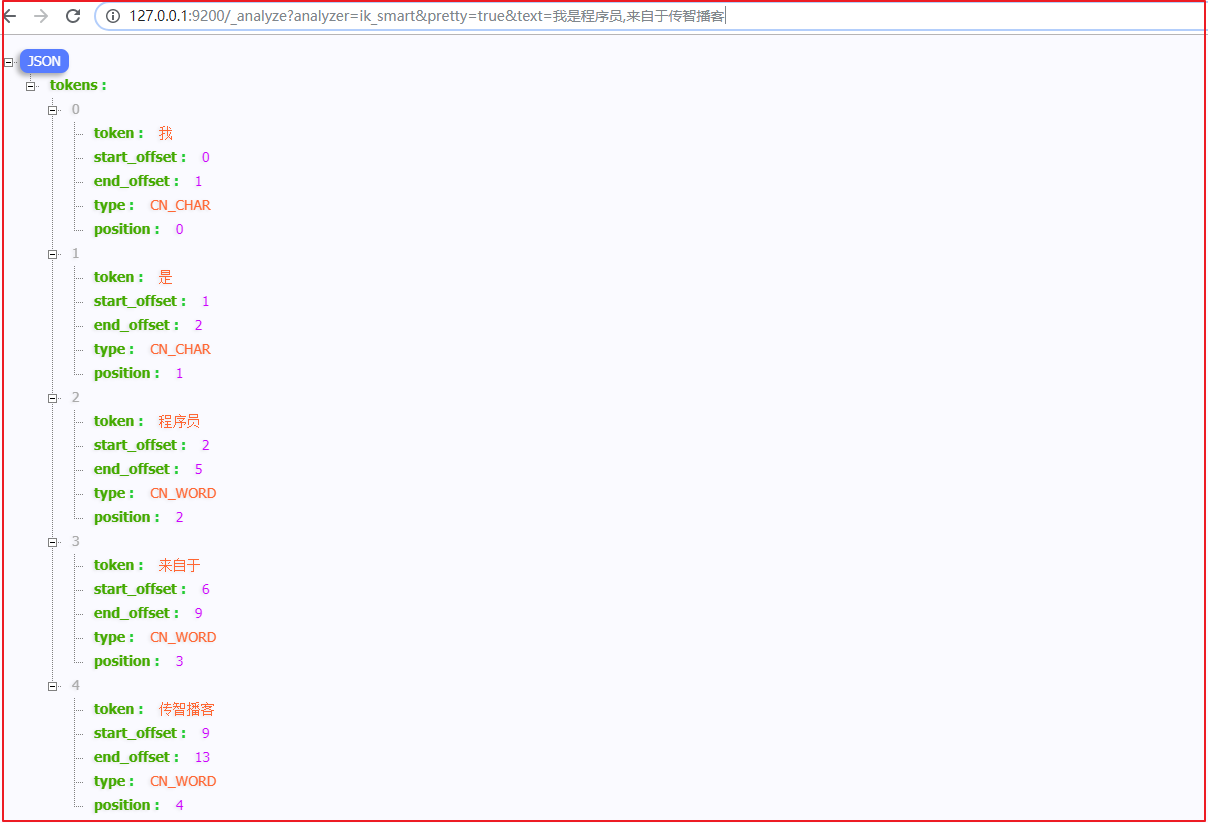 127.0.0.1:9200/_analyze?analyzer=ik_smart&pretty=true&text=我是程序员,来自于传智播客
JSON
tokens :
0
token : 我
start_offset : 0
end_offset : 1
type : CN_CHAR
position : 0
1
token : 是
start_offset : 1
end_offset : 2
type : CN_CHAR
position : 1
2
token : 程序员
start_offset : 2
end_offset : 5
type : CN_WORD
position : 2
3
token : 来自于
start_offset : 6
end_offset : 9
type : CN_WORD
position : 3
4
token : 传智播客
start_offset : 9
end_offset : 13
type : CN_WORD
position : 4